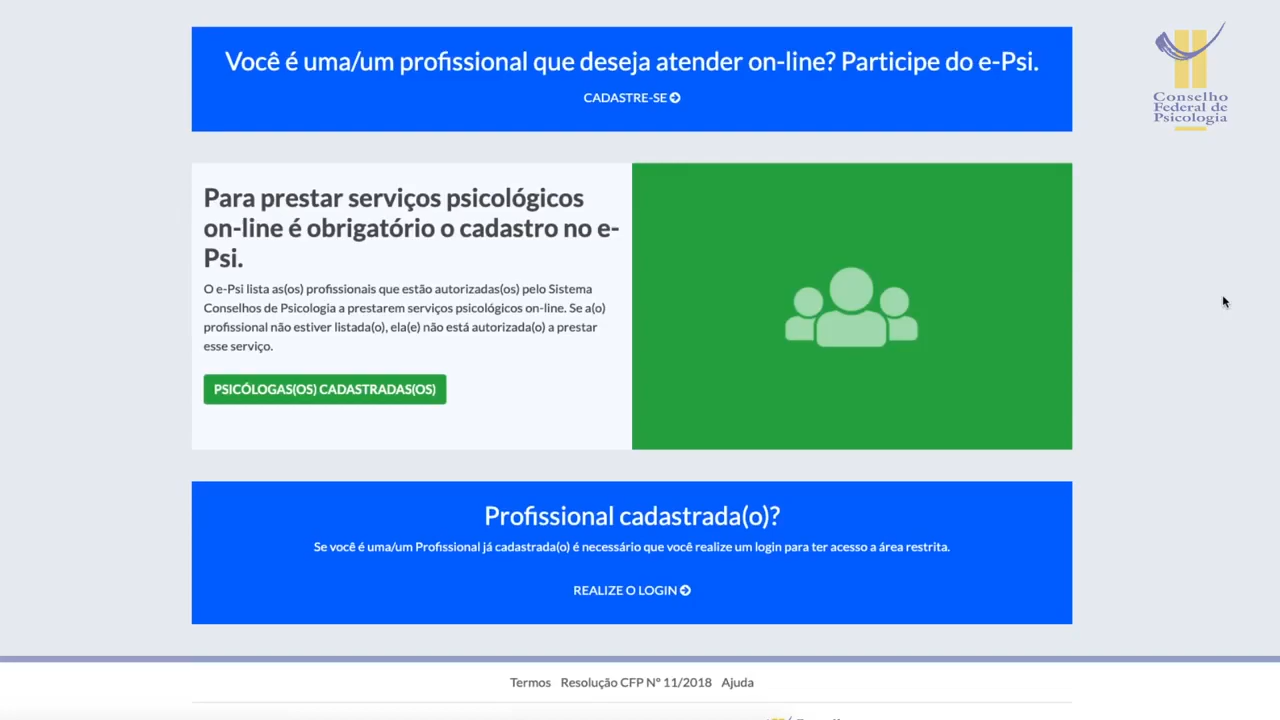 Você é uma/um profissional que deseja atender on-line? Participe do e-Psi.
CADASTRE-SE
Conselho
Federal de
Psicologia
Para prestar serviços psicológicos
on-line é obrigatório o cadastro no e-
Psi.
O e-Psi lista as(os) profissionais que estão autorizadas(os) pelo Sistema
Conselhos de Psicologia a prestarem serviços psicológicos on-line. Se a(o)
profissional não estiver listada(o), ela(e) não está autorizada(o) a prestar
esse serviço.
PSICÓLOGAS(OS) CADASTRADAS(OS)
Profissional cadastrada(o)?
Se você é uma/um Profissional já cadastrada(o) é necessário que você realize um login para ter acesso a área restrita.
REALIZE O LOGIN
Termos Resolução CFP Nº 11/2018 Ajuda